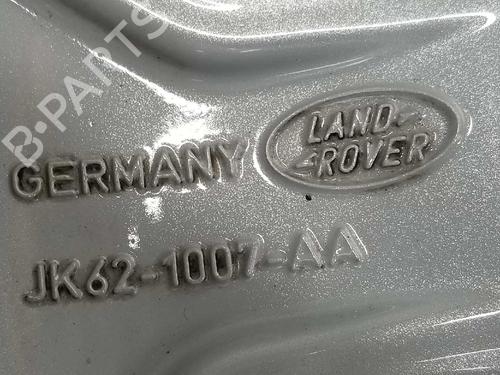 B-PARTS
GERMANY
LAND
ROVER
JK62-1007-AA